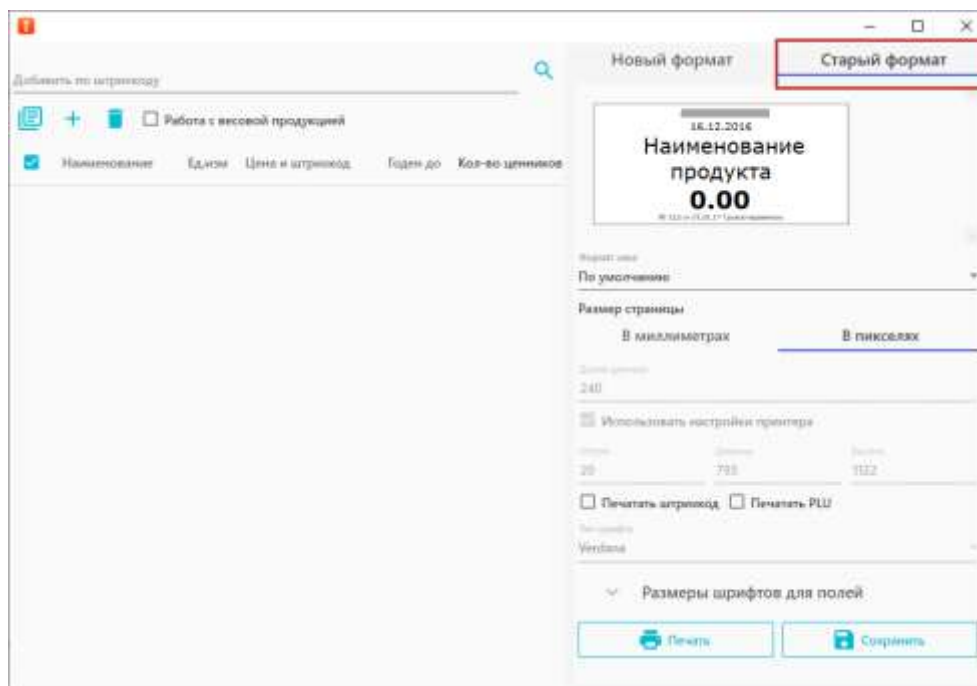 Новый формат
Старый формат
Добавить по штрихкоду
Работа с весовой продукцией
Наименование Ед.изм Цена и штрихкод Годен до Кол-во ценников
16.12.2016
Наименование
продукта
0.00
По умолчанию
Размер страницы
В миллиметрах В пикселях
240
Использовать настройки принтера
20 793 1122
Печатать штрихкод Печатать PLU
Verdana
Размеры шрифтов для полей
Печать Сохранить